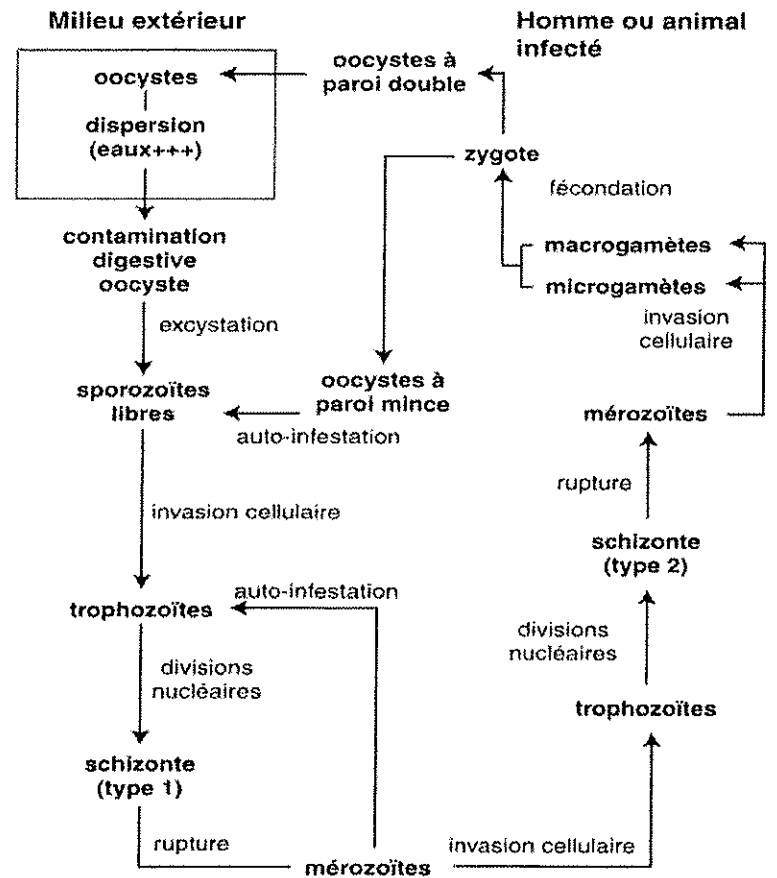 Milieu extérieur
Homme ou animal
infecté
oocystes
dispersion
(eaux+++)
oocystes à
paroi double
zygote
fécondation
contamination
digestive
oocyste
macrogamètes
microgamètes
invasion
cellulaire
excystation
sporozoïtes
libres
oocystes à
paroi mince
auto-infestation
mérozoïtes
rupture
invasion cellulaire
schizonte
(type 2)
trophozoïtes
auto-infestation
divisions
nucléaires
divisions
nucléaires
trophozoïtes
schizonte
(type 1)
rupture
mérozoïtes
invasion cellulaire